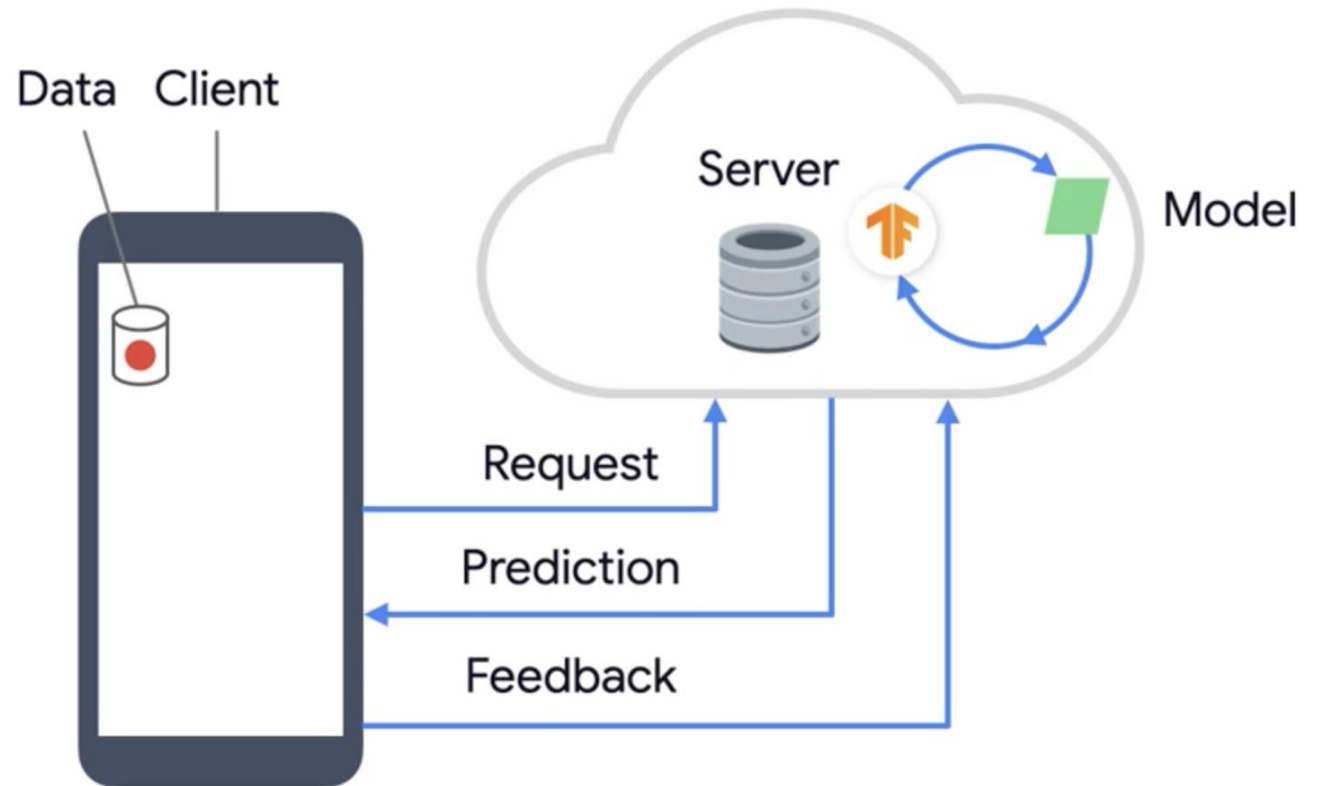 Data Client
Server
Model
Request
Prediction
Feedback